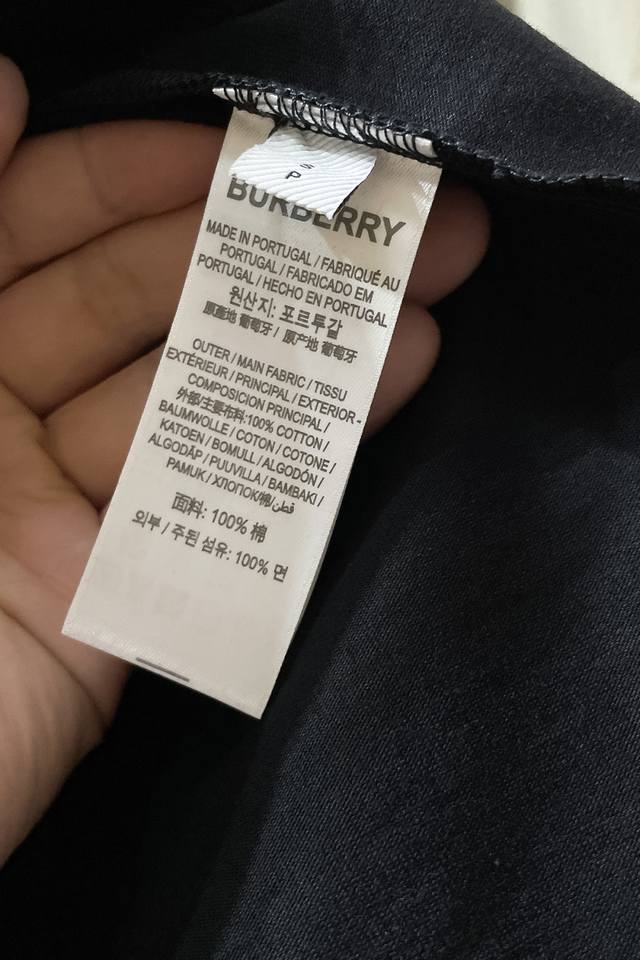 S
P
BURBERRY
MADE IN PORTUGAL / FABRIQUÉ AU
PORTUGAL / FABRICADO EM
PORTUGAL / HECHO EN PORTUGAL
원산지: 포르투갈
原產地 葡萄牙 / 原产地 葡萄牙
OUTER / MAIN FABRIC / TISSU
EXTÉRIEUR / PRINCIPAL / EXTERIOR -
COMPOSICIÓN PRINCIPAL /
外部/主要布料:100% COTTON /
BAUMWOLLE / COTON / COTONE /
KATOEN / BOMULL / ALGODÓN /
ALGODÃO / PUUVILLA / BAMBAKI /
PAMUK / ХЛОПОК/棉/قطن
面料: 100% 棉
외부 / 주된 섬유: 100% 면